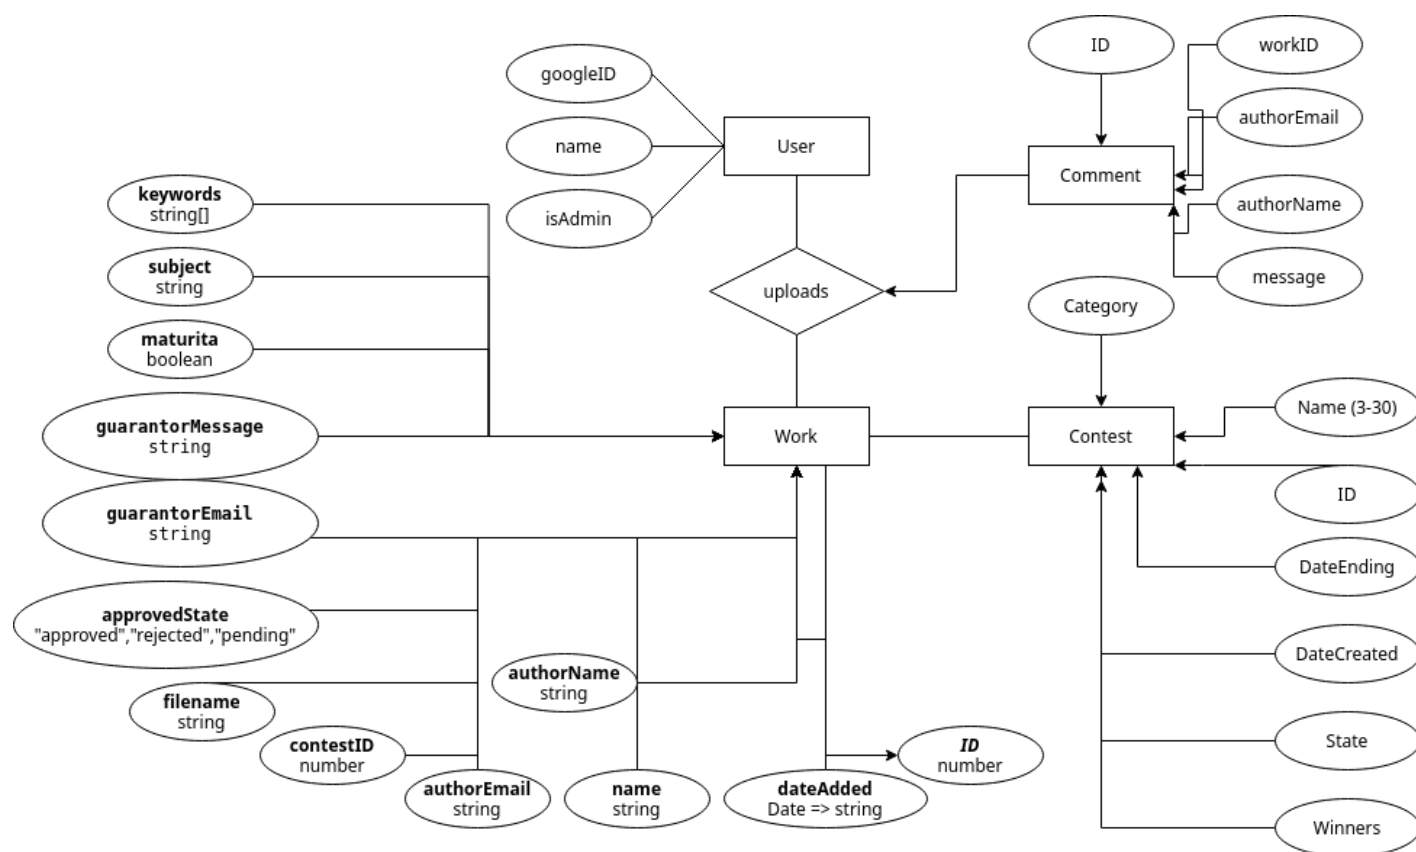 ID
workID
googleID
authorEmail
name
User
Comment
keywords
string[]
authorName
isAdmin
subject
string
uploads
message
Category
maturita
boolean
Name (3-30)
guarantorMessage
string
Work
Contest
ID
guarantorEmail
string
DateEnding
approvedState
"approved","rejected","pending"
DateCreated
authorName
string
filename
string
contestID
number
ID
number
State
authorEmail
string
name
string
dateAdded
Date => string
Winners